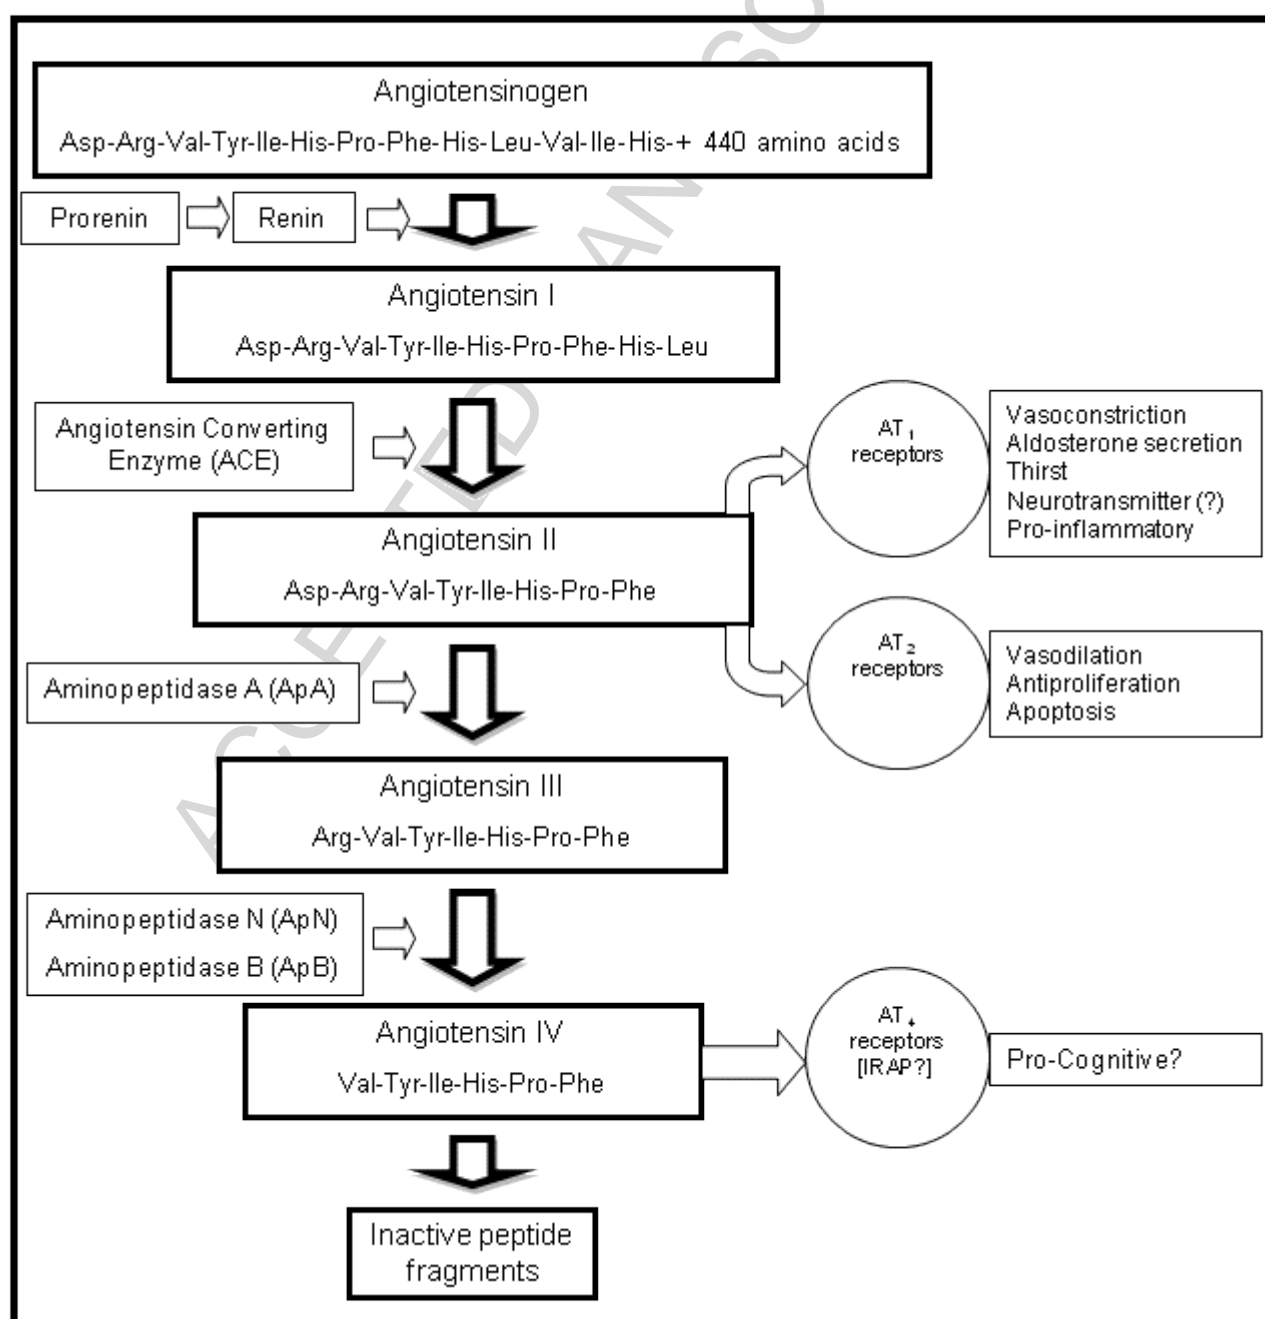 Angiotensinogen
Asp-Arg-Val-Tyr-Ile-His-Pro-Phe-His-Leu-Val-Ile-His-+ 440 amino acids
Prorenin
Renin
Angiotensin I
Asp-Arg-Val-Tyr-Ile-His-Pro-Phe-His-Leu
Angiotensin Converting
Enzyme (ACE)
AT₁
receptors
Vasoconstriction
Aldosterone secretion
Thirst
Neurotransmitter (?)
Pro-inflammatory
Angiotensin II
Asp-Arg-Val-Tyr-Ile-His-Pro-Phe
AT₂
receptors
Vasodilation
Antiproliferation
Apoptosis
Aminopeptidase A (ApA)
Angiotensin III
Arg-Val-Tyr-Ile-His-Pro-Phe
Aminopeptidase N (ApN)
Aminopeptidase B (ApB)
Angiotensin IV
Val-Tyr-Ile-His-Pro-Phe
AT₄
receptors
[IRAP?]
Pro-Cognitive?
Inactive peptide
fragments